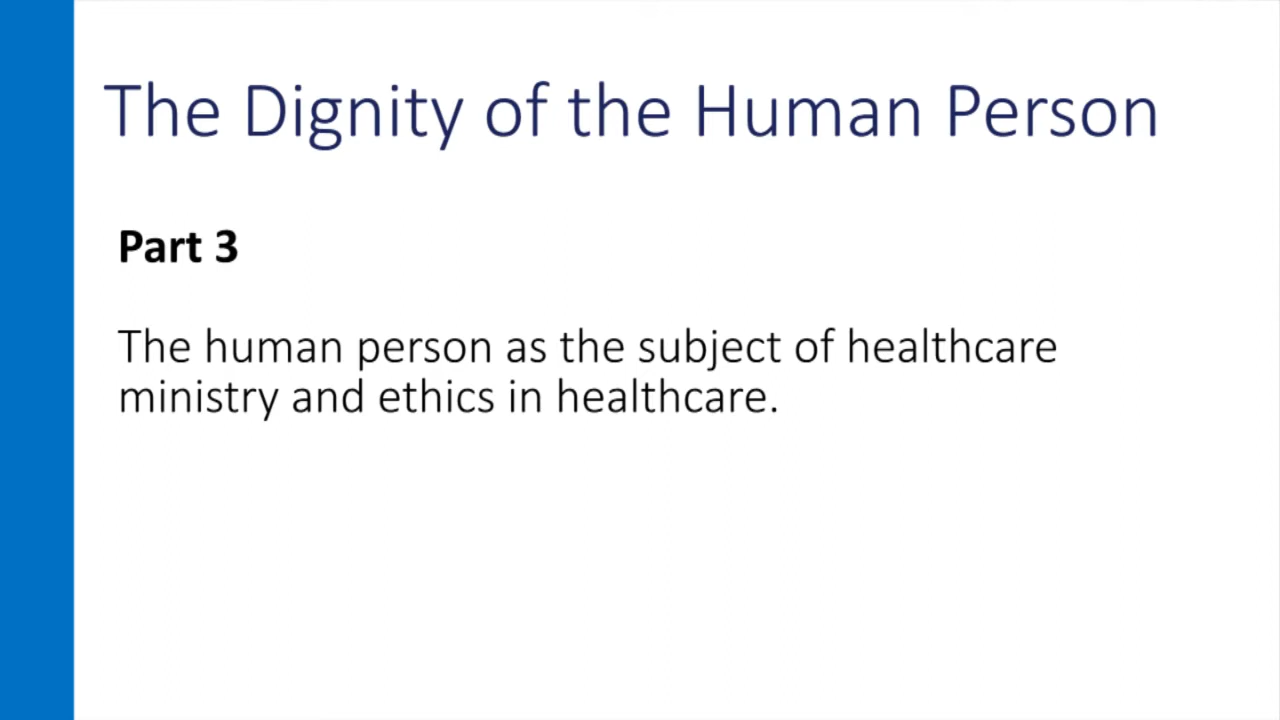 The Dignity of the Human Person
Part 3
The human person as the subject of healthcare
ministry and ethics in healthcare.